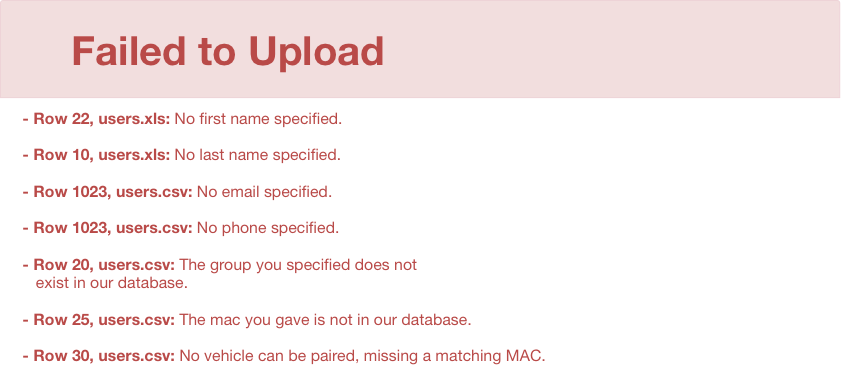 Failed to Upload
- Row 22, users.xls: No first name specified.
- Row 10, users.xls: No last name specified.
- Row 1023, users.csv: No email specified.
- Row 1023, users.csv: No phone specified.
- Row 20, users.csv: The group you specified does not
exist in our database.
- Row 25, users.csv: The mac you gave is not in our database.
- Row 30, users.csv: No vehicle can be paired, missing a matching MAC.